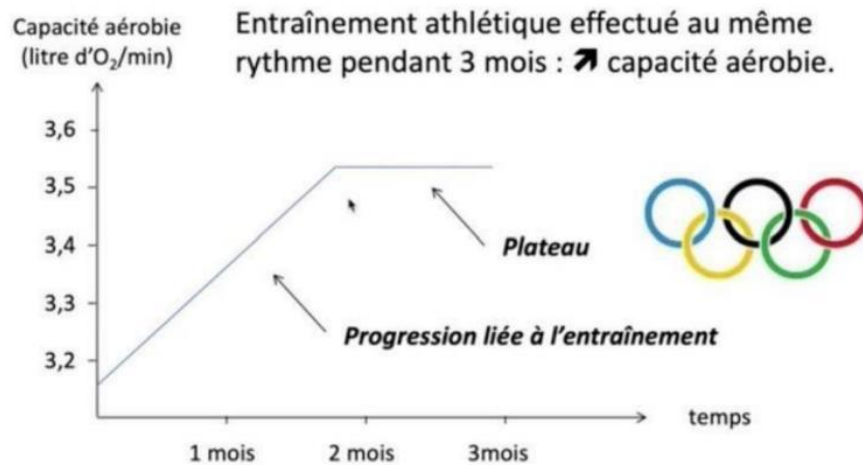 Capacité aérobie
(litre d'O₂/min)
Entraînement athlétique effectué au même
rythme pendant 3 mois : ↗ capacité aérobie.
3,6
3,5
3,4
3,3
3,2
Plateau
Progression liée à l'entraînement
temps
1 mois
2 mois
3mois